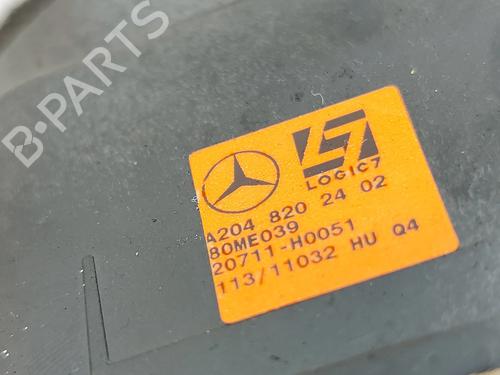 B-PARTS
LOGIC7
A204 820 24 02
80ME039
20711-H0051
113/11032 HU Q4